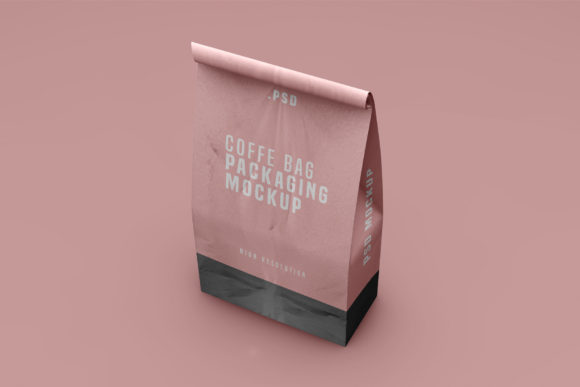 .PSD
COFFE BAG
PACKAGING
MOCKUP
HIGH RESOLUTION
PSD MOCKUP